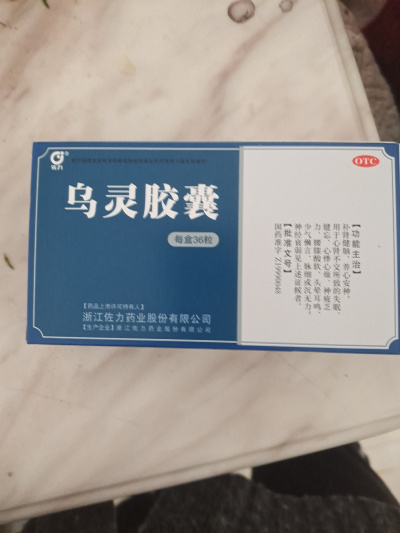 佐力
乌灵胶囊
每盒36粒
【药品上市许可持有人】
浙江佐力药业股份有限公司
【生产企业】浙江佐力药业股份有限公司
OTC
【功能主治】
补肾健脑，养心安神。
用于心肾不交所致的失眠、
健忘、心悸心烦、神疲乏
力、腰膝酸软、头晕耳鸣、
少气懒言、脉细或沉无力；
神经衰弱见上述证候者。
【批准文号】
国药准字 Z19990048